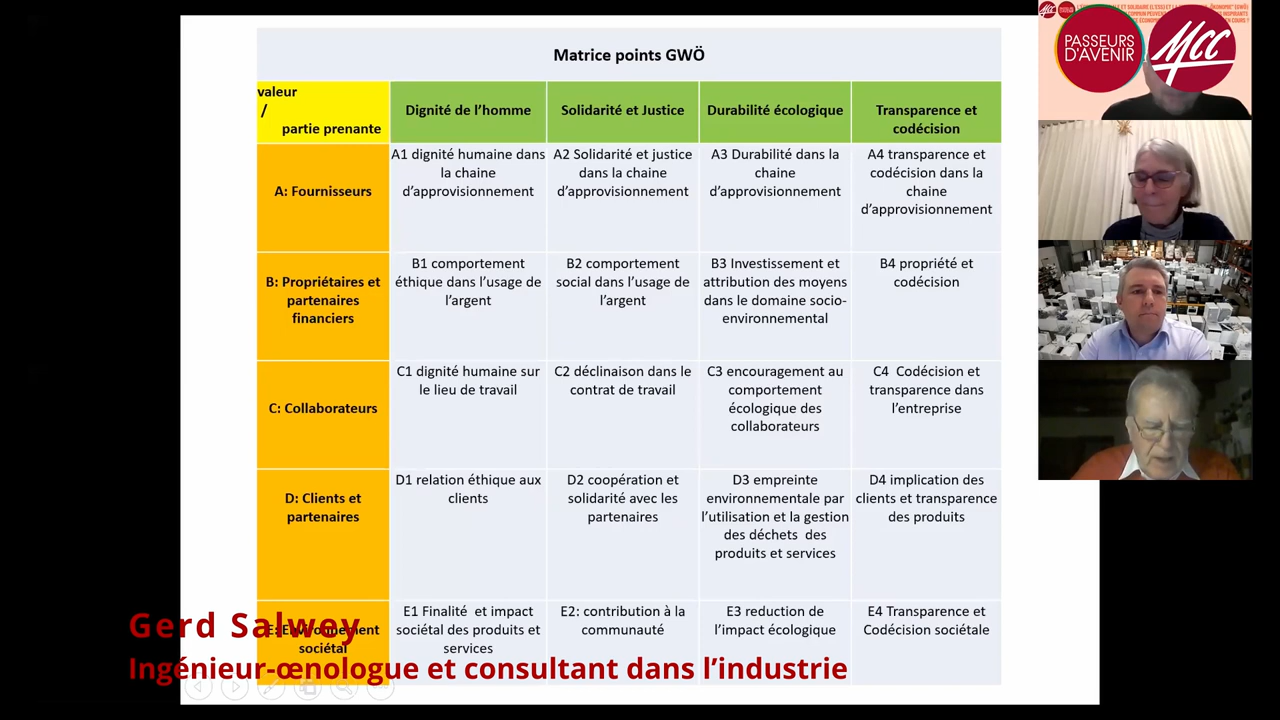 Matrice points GWÖ
valeur
/
partie prenante
Dignité de l'homme
Solidarité et Justice
Durabilité écologique
Transparence et
codécision
A: Fournisseurs
A1 dignité humaine dans
la chaine
d'approvisionnement
A2 Solidarité et justice
dans la chaine
d'approvisionnement
A3 Durabilité dans la
chaine
d'approvisionnement
A4 transparence et
codécision dans la
chaine
d'approvisionnement
B: Propriétaires et
partenaires
financiers
B1 comportement
éthique dans l'usage de
l'argent
B2 comportement
social dans l'usage de
l'argent
B3 Investissement et
attribution des moyens
dans le domaine socio-
environnemental
B4 propriété et
codécision
C: Collaborateurs
C1 dignité humaine sur
le lieu de travail
C2 déclinaison dans le
contrat de travail
C3 encouragement au
comportement
écologique des
collaborateurs
C4 Codécision et
transparence dans
l'entreprise
D: Clients et
partenaires
D1 relation éthique aux
clients
D2 coopération et
solidarité avec les
partenaires
D3 empreinte
environnementale par
l'utilisation et la gestion
des déchets des
produits et services
D4 implication des
clients et transparence
des produits
E: Environnement
sociétal
E1 Finalité et impact
sociétal des produits et
services
E2: contribution à la
communauté
E3 reduction de
l'impact écologique
E4 Transparence et
Codécision sociétale
Gerd Salwey
Ingénieur-œnologue et consultant dans l'industrie
PASSEURS
D'AVENIR
MCC